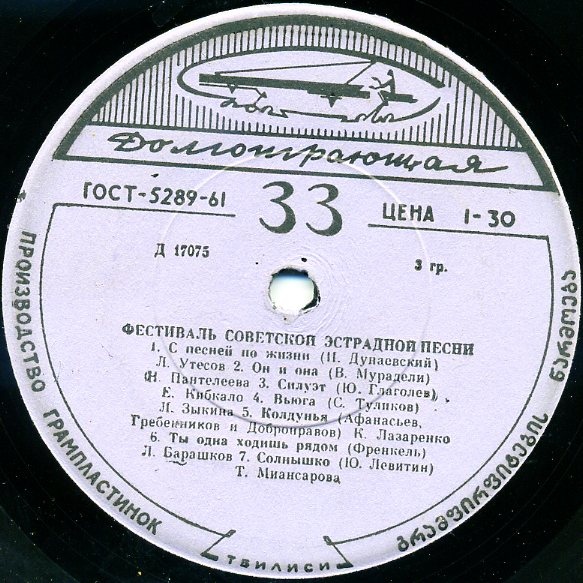 Долгоиграющая
ГОСТ-5289-61 33 ЦЕНА 1-30
Д 17075 3 гр.
ФЕСТИВАЛЬ СОВЕТСКОЙ ЭСТРАДНОЙ ПЕСНИ
1. С песней по жизни (И. Дунаевский)
Л. Утесов 2. Он и она (В. Мурадели)
Н. Пантелеева 3. Силуэт (Ю. Глаголев)
Е. Кибкало 4. Вьюга (С. Туликов)
Л. Зыкина 5. Колдунья (Афанасьев,
Гребенников и Добронравов) К. Лазаренко
6. Ты одна ходишь рядом (Френкель)
Л. Барашков 7. Солнышко (Ю. Левитин)
Т. Миансарова
ПРОИЗВОДСТВО ГРАМПЛАСТИНОК
ТБИЛИСИ
გრამფირფიტების წარმოება